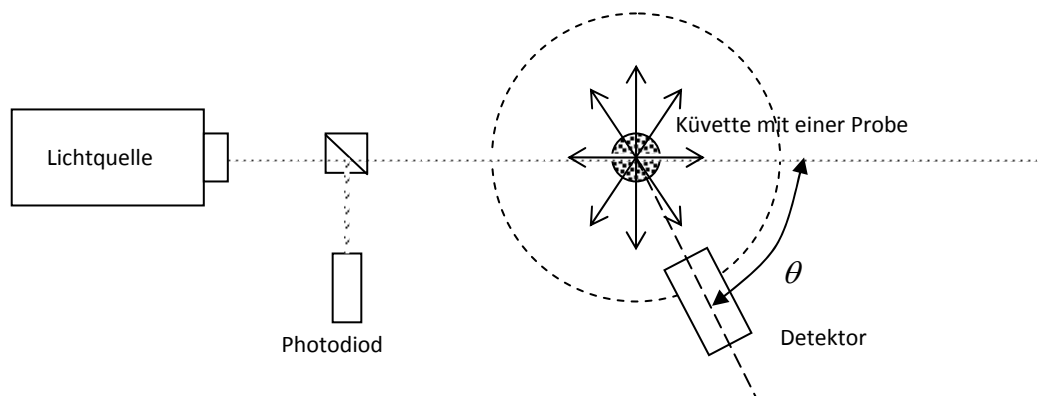 Küvette mit einer Probe
Lichtquelle
θ
Photodiod
Detektor